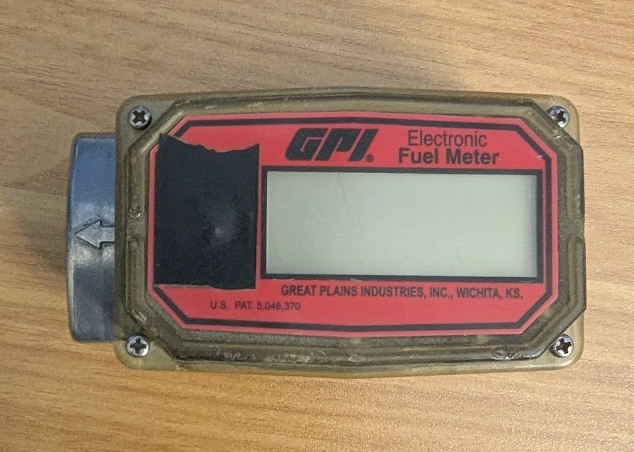 GPI®
Electronic
Fuel Meter
GREAT PLAINS INDUSTRIES, INC., WICHITA, KS.
U.S. PAT. 5,046,370